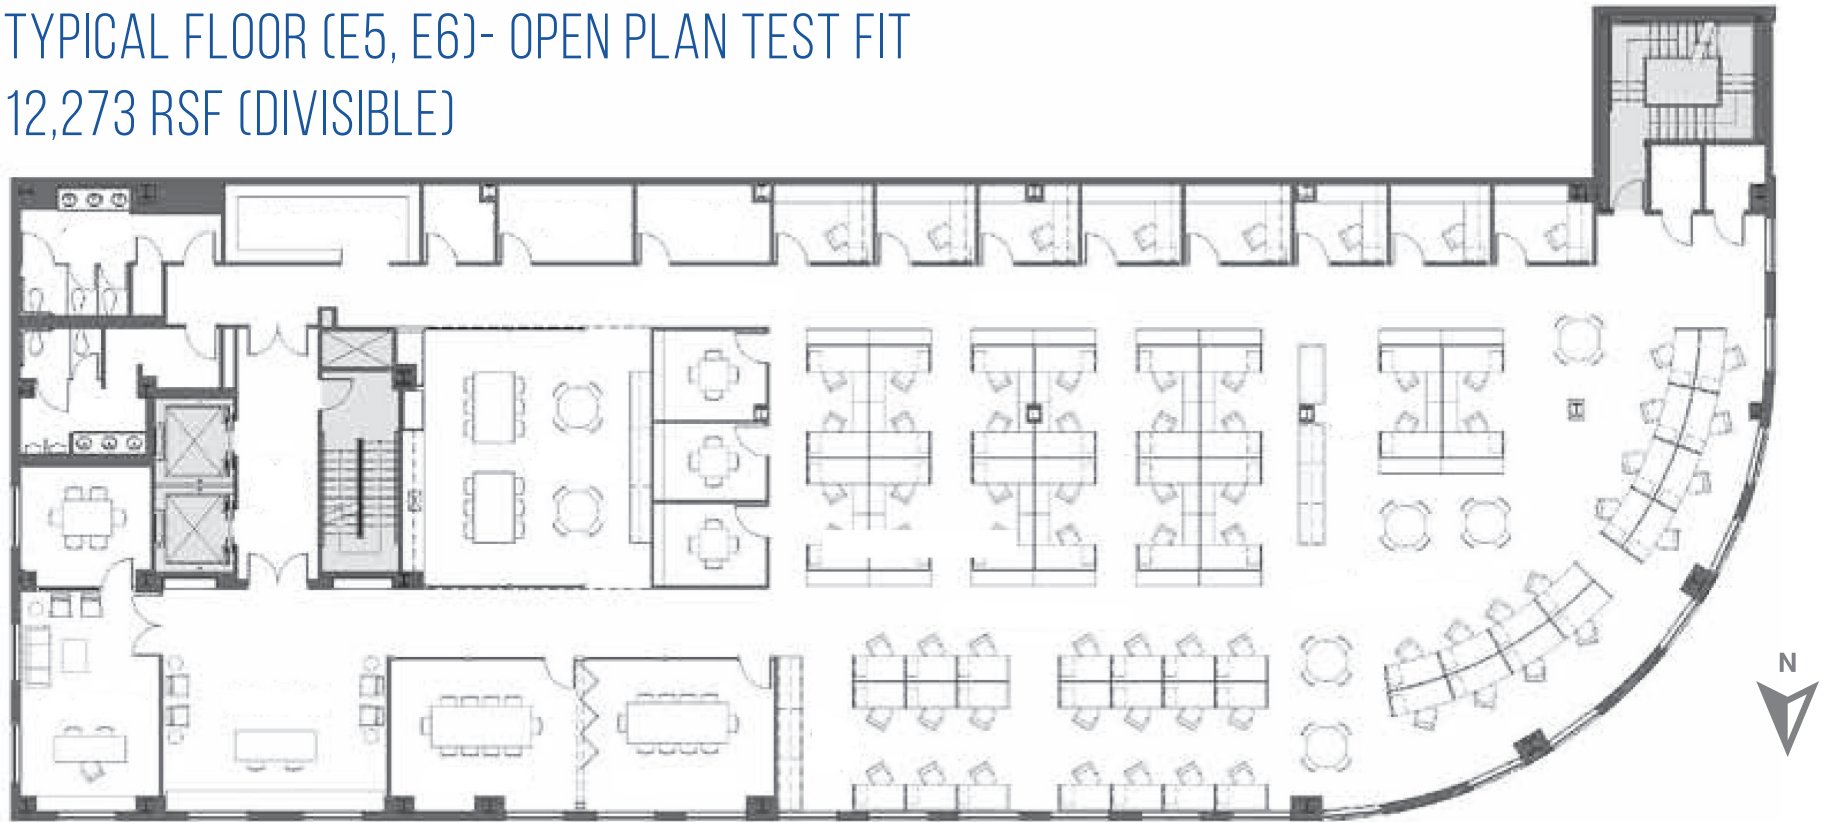 TYPICAL FLOOR (E5, E6)- OPEN PLAN TEST FIT
12,273 RSF (DIVISIBLE)
N